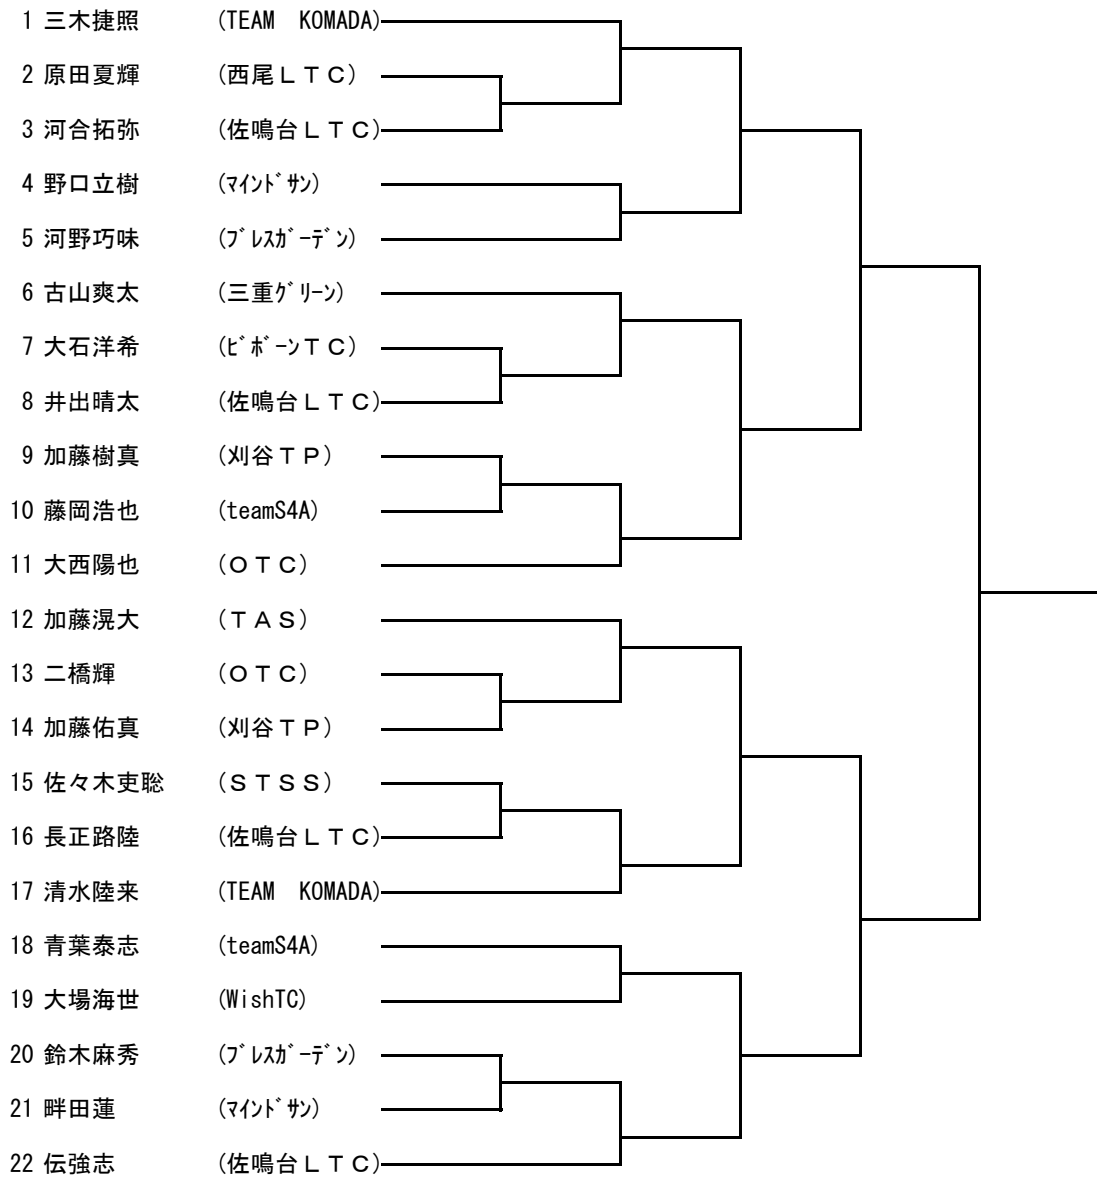 1 三木捷照 (TEAM　KOMADA)
2 原田夏輝 (西尾ＬＴＣ)
3 河合拓弥 (佐鳴台ＬＴＣ)
4 野口立樹 (ﾏｲﾝﾄﾞｻﾝ)
5 河野巧味 (ﾌﾞﾚｽｶﾞｰﾃﾞﾝ)
6 古山爽太 (三重ｸﾞﾘｰﾝ)
7 大石洋希 (ﾋﾞﾎﾞｰﾝＴＣ)
8 井出晴太 (佐鳴台ＬＴＣ)
9 加藤樹真 (刈谷ＴＰ)
10 藤岡浩也 (teamS4A)
11 大西陽也 (ＯＴＣ)
12 加藤滉大 (ＴＡＳ)
13 二橋輝 (ＯＴＣ)
14 加藤佑真 (刈谷ＴＰ)
15 佐々木吏聡 (ＳＴＳＳ)
16 長正路陸 (佐鳴台ＬＴＣ)
17 清水陸来 (TEAM　KOMADA)
18 青葉泰志 (teamS4A)
19 大場海世 (WishTC)
20 鈴木麻秀 (ﾌﾞﾚｽｶﾞｰﾃﾞﾝ)
21 畔田蓮 (ﾏｲﾝﾄﾞｻﾝ)
22 伝強志 (佐鳴台ＬＴＣ)